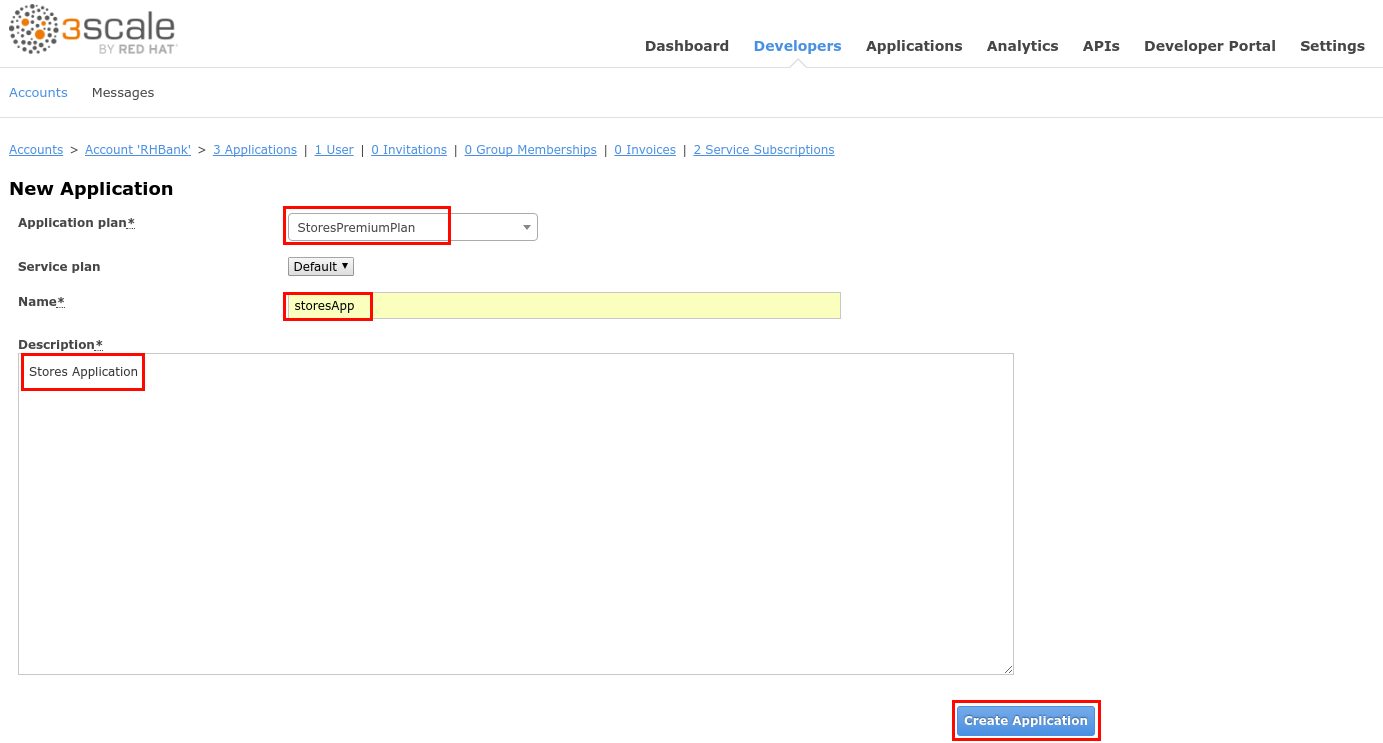 3scale
BY RED HAT
Dashboard Developers Applications Analytics APIs Developer Portal Settings
Accounts Messages
Accounts > Account 'RHBank' > 3 Applications | 1 User | 0 Invitations | 0 Group Memberships | 0 Invoices | 2 Service Subscriptions
New Application
Application plan* StoresPremiumPlan
Service plan Default
Name* storesApp
Description*
Stores Application
Create Application